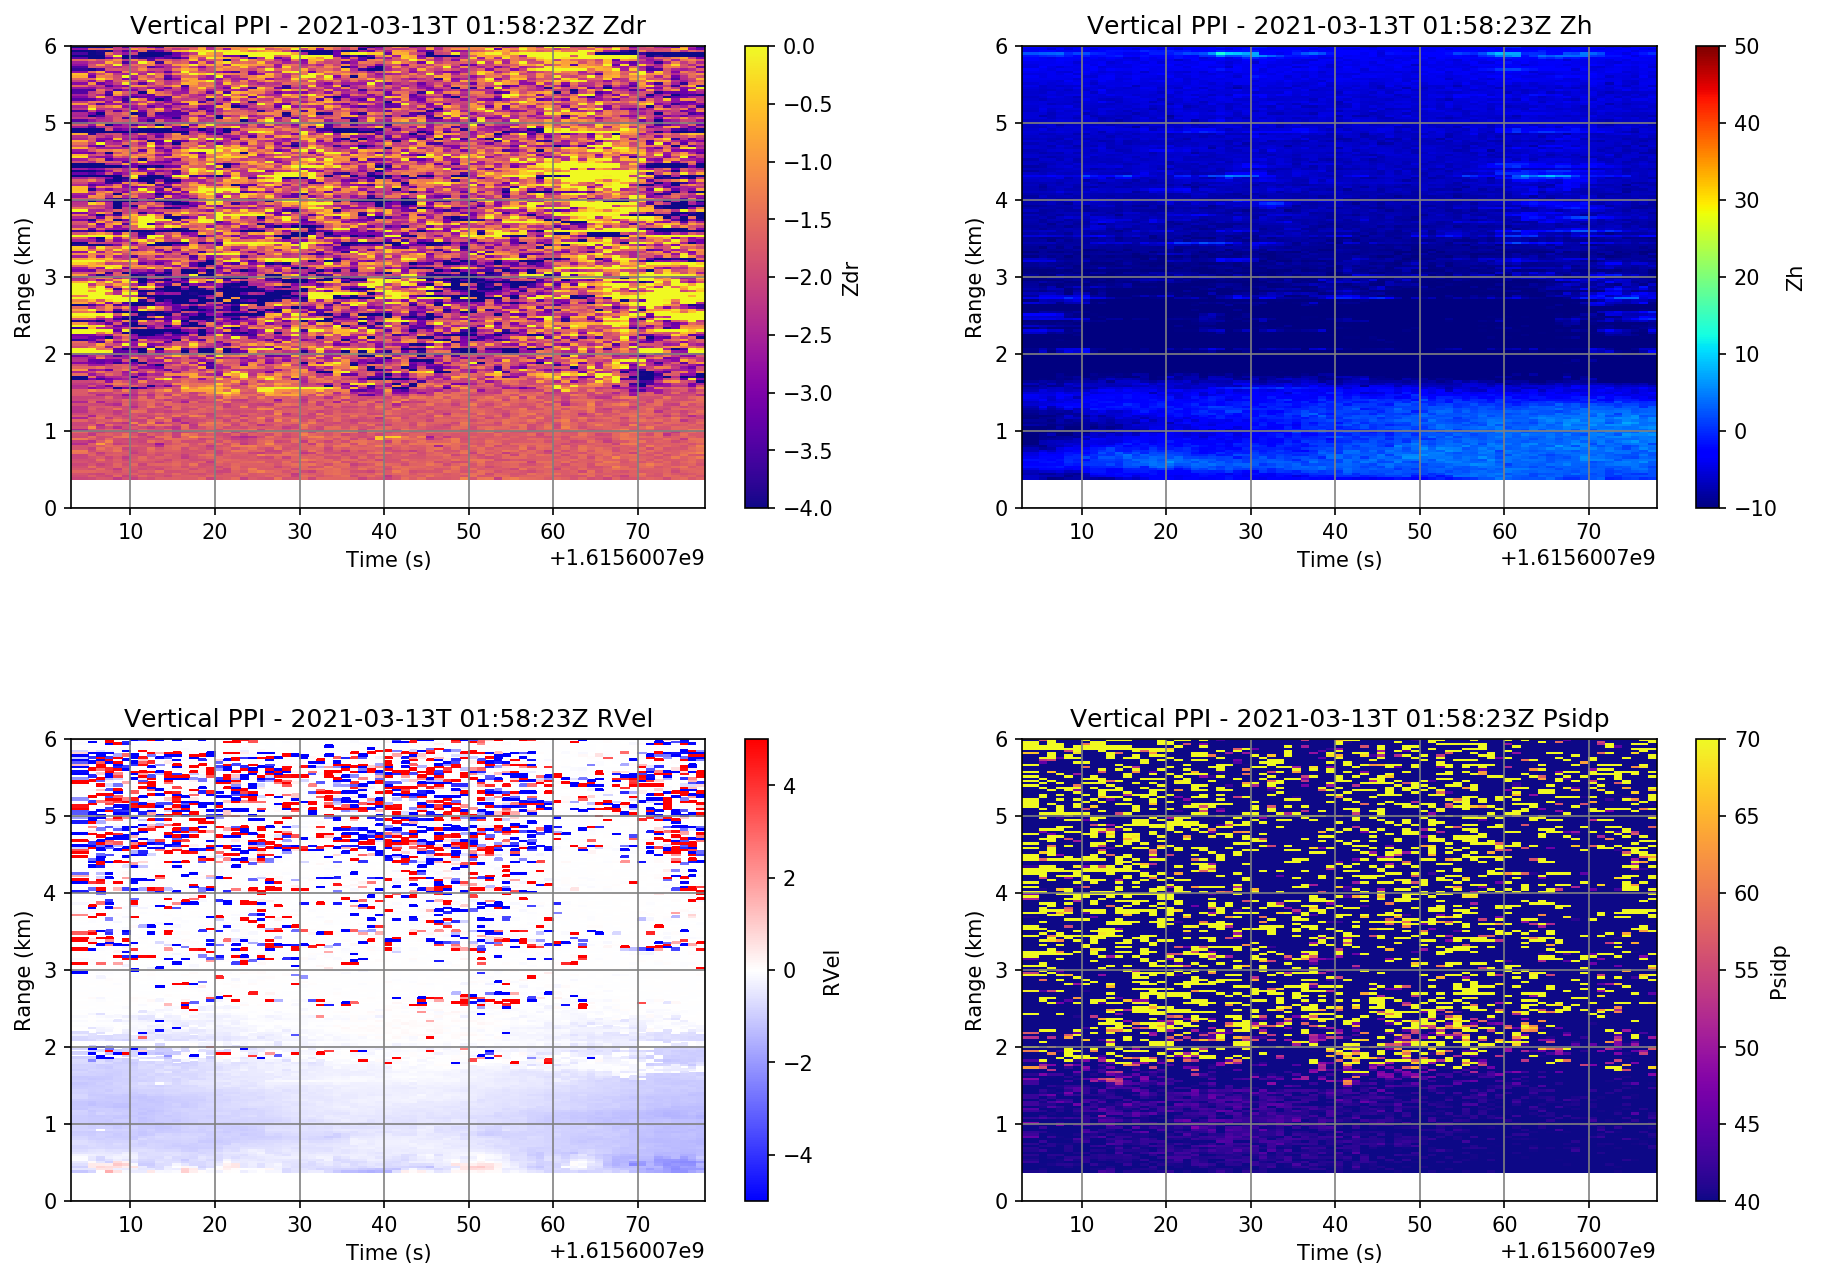 Vertical PPI - 2021-03-13T 01:58:23Z Zdr
6
5
4
3
2
1
0
Range (km)
10 20 30 40 50 60 70
Time (s)
+1.6156007e9
0.0
−0.5
−1.0
−1.5
−2.0
−2.5
−3.0
−3.5
−4.0
Zdr
Vertical PPI - 2021-03-13T 01:58:23Z Zh
6
5
4
3
2
1
0
Range (km)
10 20 30 40 50 60 70
Time (s)
+1.6156007e9
50
40
30
20
10
0
−10
Zh
Vertical PPI - 2021-03-13T 01:58:23Z RVel
6
5
4
3
2
1
0
Range (km)
10 20 30 40 50 60 70
Time (s)
+1.6156007e9
4
2
0
−2
−4
RVel
Vertical PPI - 2021-03-13T 01:58:23Z Psidp
6
5
4
3
2
1
0
Range (km)
10 20 30 40 50 60 70
Time (s)
+1.6156007e9
70
65
60
55
50
45
40
Psidp